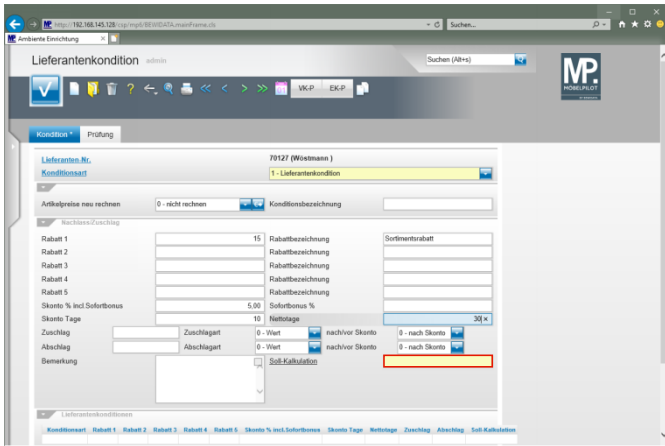 http://192.168.145.128/csp/mp9/BEWIDATA.mainFrame.cls
Suchen...
MP Ambiente Einrichtung
Lieferantenkondition admin
Suchen (Alt+s)
MP.
MÖBELPILOT
VK-P EK-P
Kondition * Prüfung
Lieferanten-Nr. 70127 (Wöstmann )
Konditionsart 1 - Lieferantenkondition
Artikelpreise neu rechnen 0 - nicht rechnen Konditionsbezeichnung
Nachlass/Zuschlag
Rabatt 1 15 Rabattbezeichnung Sortimentsrabatt
Rabatt 2 Rabattbezeichnung
Rabatt 3 Rabattbezeichnung
Rabatt 4 Rabattbezeichnung
Rabatt 5 Rabattbezeichnung
Skonto % incl.Sofortbonus 5,00 Sofortbonus %
Skonto Tage 10 Nettotage 30
Zuschlag Zuschlagart 0 - Wert nach/vor Skonto 0 - nach Skonto
Abschlag Abschlagart 0 - Wert nach/vor Skonto 0 - nach Skonto
Bemerkung Soll-Kalkulation
Lieferantenkonditionen
Konditionsart Rabatt 1 Rabatt 2 Rabatt 3 Rabatt 4 Rabatt 5 Skonto % incl.Sofortbonus Skonto Tage Nettotage Zuschlag Abschlag Soll-Kalkulation